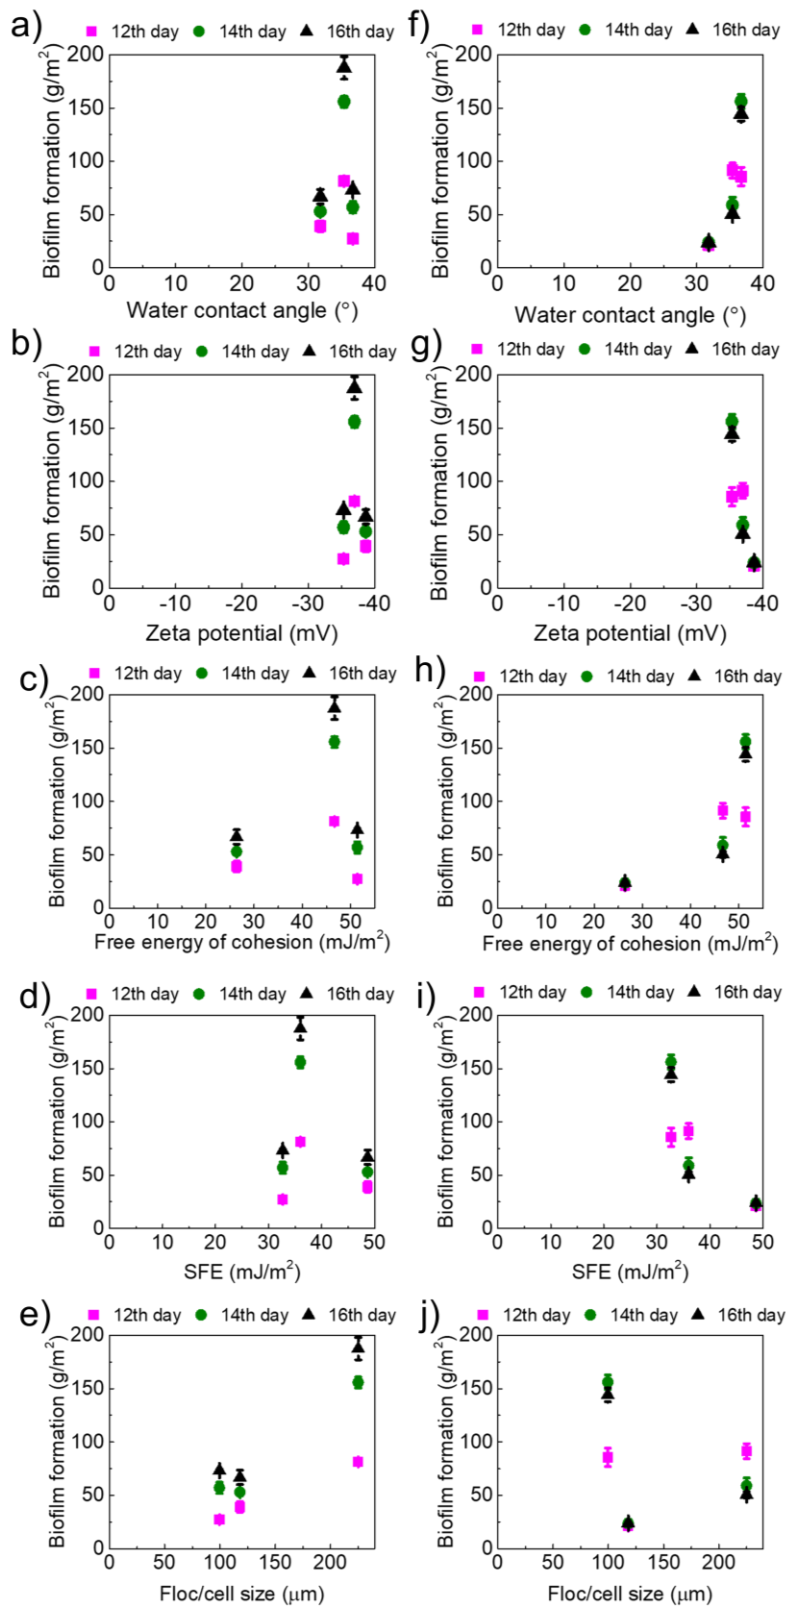 a)
12th day 14th day 16th day
Biofilm formation (g/m²)
200
150
100
50
0
0 10 20 30 40
Water contact angle (°)
f)
12th day 14th day 16th day
Biofilm formation (g/m²)
200
150
100
50
0
0 10 20 30 40
Water contact angle (°)
b)
12th day 14th day 16th day
Biofilm formation (g/m²)
200
150
100
50
0
0 -10 -20 -30 -40
Zeta potential (mV)
g)
12th day 14th day 16th day
Biofilm formation (g/m²)
200
150
100
50
0
0 -10 -20 -30 -40
Zeta potential (mV)
c)
12th day 14th day 16th day
Biofilm formation (g/m²)
200
150
100
50
0
0 10 20 30 40 50
Free energy of cohesion (mJ/m²)
h)
12th day 14th day 16th day
Biofilm formation (g/m²)
200
150
100
50
0
0 10 20 30 40 50
Free energy of cohesion (mJ/m²)
d)
12th day 14th day 16th day
Biofilm formation (g/m²)
200
150
100
50
0
0 10 20 30 40 50
SFE (mJ/m²)
i)
12th day 14th day 16th day
Biofilm formation (g/m²)
200
150
100
50
0
0 10 20 30 40 50
SFE (mJ/m²)
e)
12th day 14th day 16th day
Biofilm formation (g/m²)
200
150
100
50
0
0 50 100 150 200
Floc/cell size (μm)
j)
12th day 14th day 16th day
Biofilm formation (g/m²)
200
150
100
50
0
0 50 100 150 200
Floc/cell size (μm)